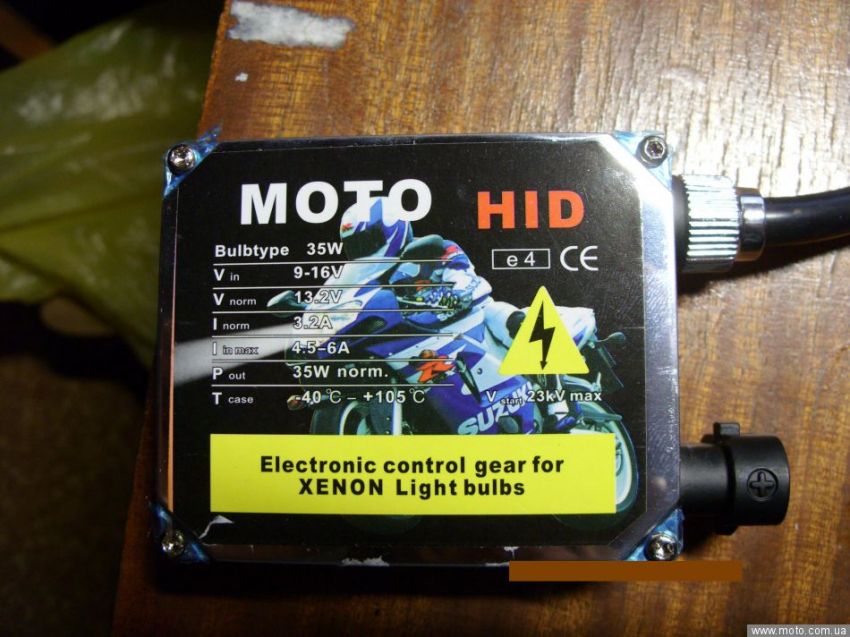 MOTO HID
Bulbtype 35W
e4 CE
V in 9-16V
V norm 13.2V
I norm 3.2A
I in max 4.5-6A
P out 35W norm.
T case -40℃ – +105℃
V start 23kV max
SUZUKI
Electronic control gear for
XENON Light bulbs
www.moto.com.ua